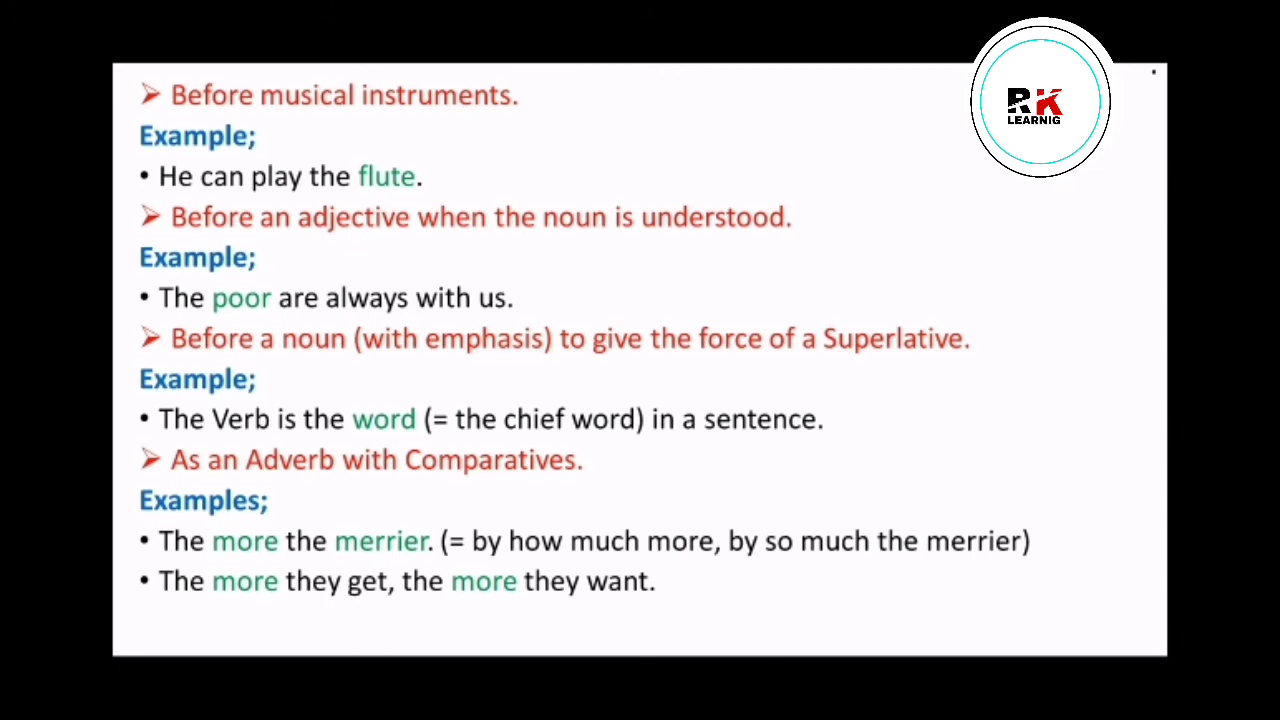 ➢ Before musical instruments.
Example;
• He can play the flute.
➢ Before an adjective when the noun is understood.
Example;
• The poor are always with us.
➢ Before a noun (with emphasis) to give the force of a Superlative.
Example;
• The Verb is the word (= the chief word) in a sentence.
➢ As an Adverb with Comparatives.
Examples;
• The more the merrier. (= by how much more, by so much the merrier)
• The more they get, the more they want.
RK
LEARNIG